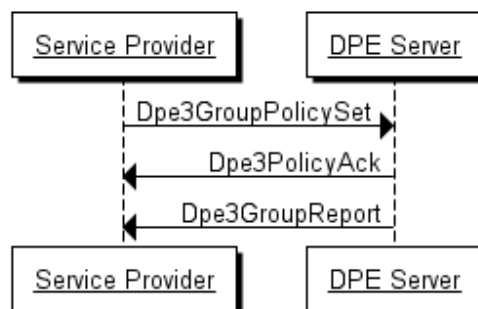 Service Provider DPE Server
Dpe3GroupPolicySet
Dpe3PolicyAck
Dpe3GroupReport
Service Provider DPE Server